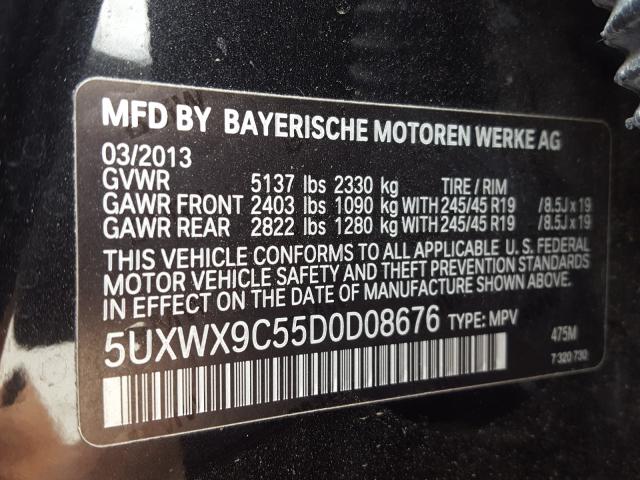 MFD BY BAYERISCHE MOTOREN WERKE AG
03/2013
GVWR 5137 lbs 2330 kg TIRE / RIM
GAWR FRONT 2403 lbs 1090 kg WITH 245/45 R19 /8.5J x 19
GAWR REAR 2822 lbs 1280 kg WITH 245/45 R19 /8.5J x 19
THIS VEHICLE CONFORMS TO ALL APPLICABLE U. S. FEDERAL
MOTOR VEHICLE SAFETY AND THEFT PREVENTION STANDARDS
IN EFFECT ON THE DATE OF MANUFACTURE SHOWN ABOVE.
5UXWX9C55D0D08676 TYPE: MPV 475M
7 320 730